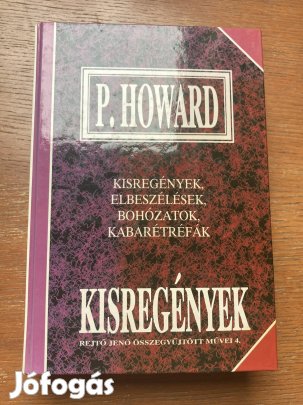 P. HOWARD
KISREGÉNYEK,
ELBESZÉLÉSEK,
BOHÓZATOK,
KABARÉTRÉFÁK
KISREGÉNYEK
REJTŐ JENŐ ÖSSZEGYŰJTÖTT MŰVEI 4.
Jófogás